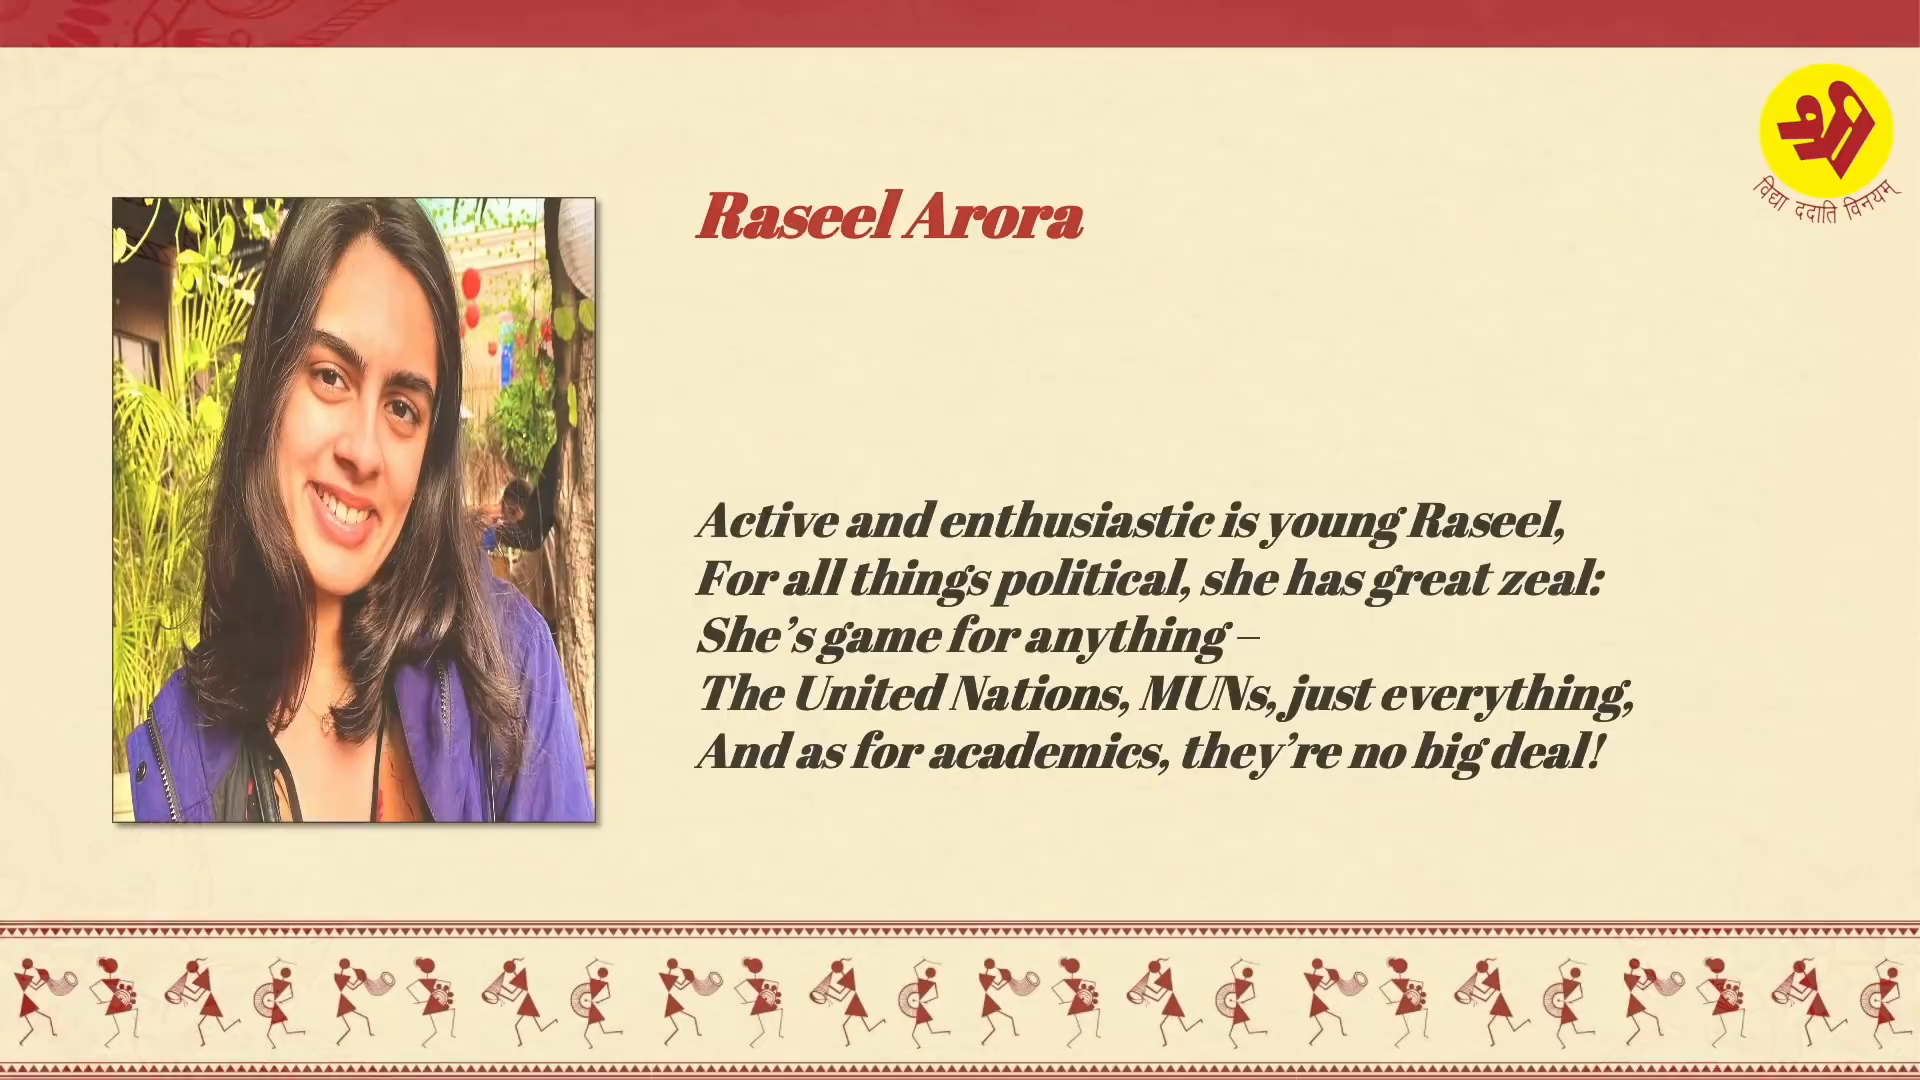 श्री
विद्या ददाति विनयम्
Raseel Arora
Active and enthusiastic is young Raseel,
For all things political, she has great zeal:
She’s game for anything –
The United Nations, MUNs, just everything,
And as for academics, they’re no big deal!